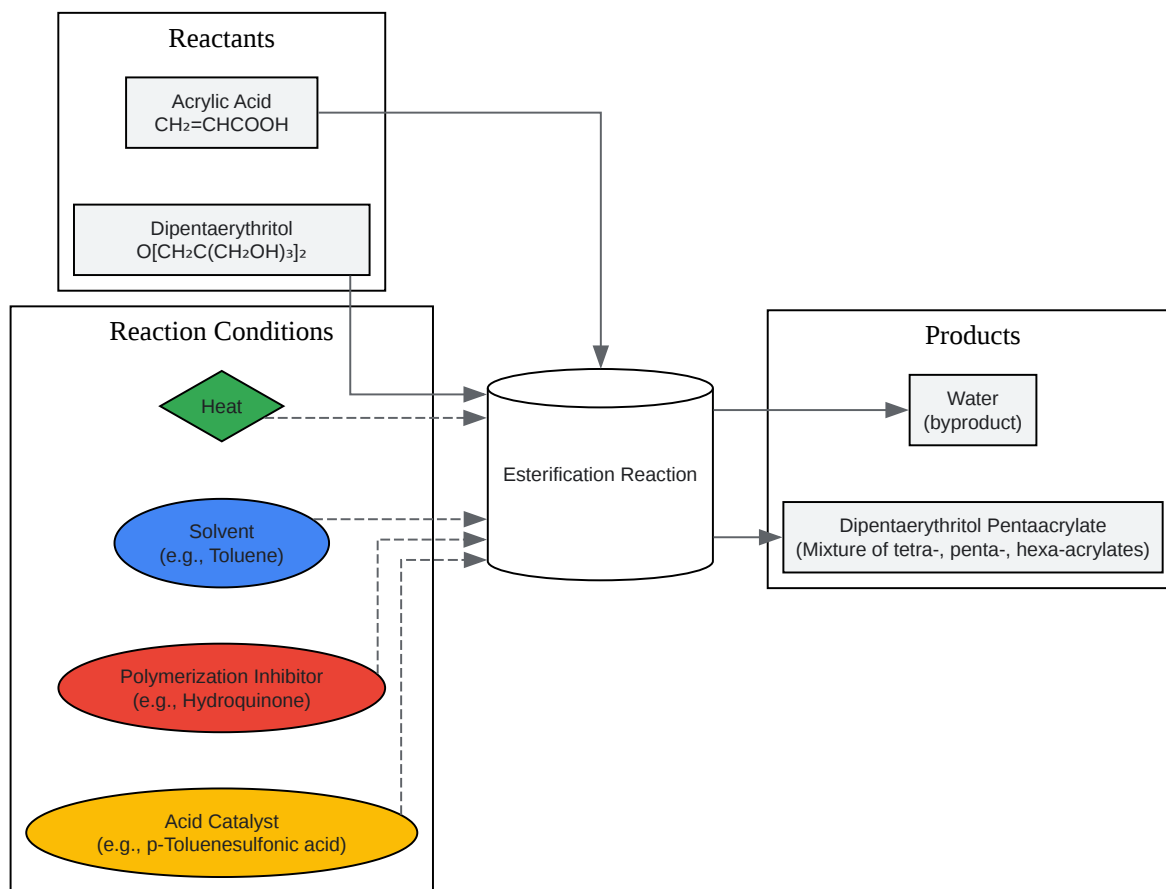 Reactants
Acrylic Acid
CH₂=CHCOOH
Dipentaerythritol
O[CH₂C(CH₂OH)₃]₂
Reaction Conditions
Heat
Solvent
(e.g., Toluene)
Polymerization Inhibitor
(e.g., Hydroquinone)
Acid Catalyst
(e.g., p-Toluenesulfonic acid)
Esterification Reaction
Products
Water
(byproduct)
Dipentaerythritol Pentaacrylate
(Mixture of tetra-, penta-, hexa-acrylates)